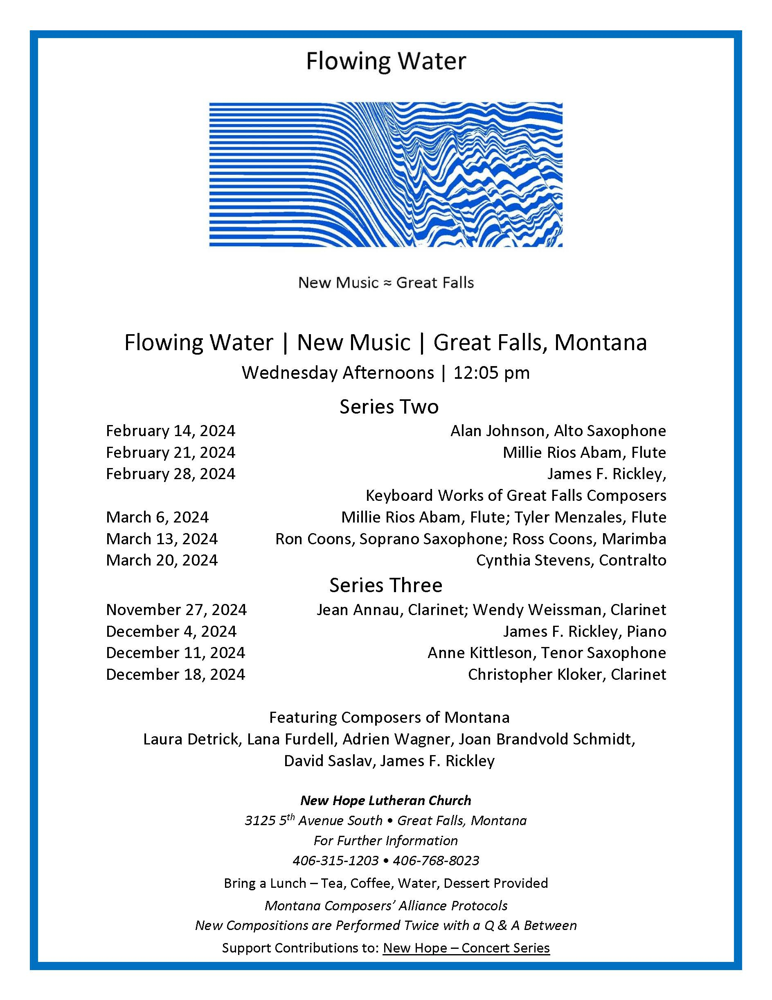 Flowing Water
New Music ≈ Great Falls
Flowing Water | New Music | Great Falls, Montana
Wednesday Afternoons | 12:05 pm
Series Two
February 14, 2024 Alan Johnson, Alto Saxophone
February 21, 2024 Millie Rios Abam, Flute
February 28, 2024 James F. Rickley,
Keyboard Works of Great Falls Composers
March 6, 2024 Millie Rios Abam, Flute; Tyler Menzales, Flute
March 13, 2024 Ron Coons, Soprano Saxophone; Ross Coons, Marimba
March 20, 2024 Cynthia Stevens, Contralto
Series Three
November 27, 2024 Jean Annau, Clarinet; Wendy Weissman, Clarinet
December 4, 2024 James F. Rickley, Piano
December 11, 2024 Anne Kittleson, Tenor Saxophone
December 18, 2024 Christopher Kloker, Clarinet
Featuring Composers of Montana
Laura Detrick, Lana Furdell, Adrien Wagner, Joan Brandvold Schmidt,
David Saslav, James F. Rickley
New Hope Lutheran Church
3125 5th Avenue South • Great Falls, Montana
For Further Information
406-315-1203 • 406-768-8023
Bring a Lunch – Tea, Coffee, Water, Dessert Provided
Montana Composers’ Alliance Protocols
New Compositions are Performed Twice with a Q & A Between
Support Contributions to: New Hope – Concert Series